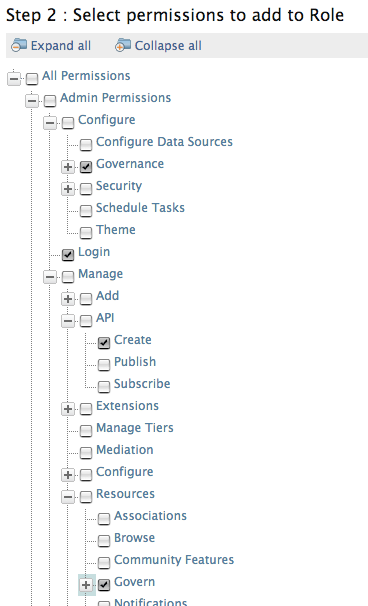 Step 2 : Select permissions to add to Role
Expand all Collapse all
All Permissions
Admin Permissions
Configure
Configure Data Sources
Governance
Security
Schedule Tasks
Theme
Login
Manage
Add
API
Create
Publish
Subscribe
Extensions
Manage Tiers
Mediation
Configure
Resources
Associations
Browse
Community Features
Govern
Notifications